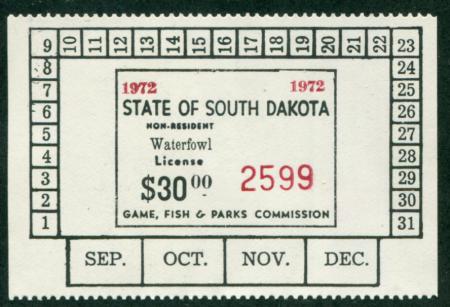 9 10 11 12 13 14 15 16 17 18 19 20 21 22 23
8 24
7 25
6 26
5 27
4 28
3 29
2 30
1 31
1972 1972
STATE OF SOUTH DAKOTA
NON-RESIDENT
Waterfowl
License
$30 00 2599
GAME, FISH & PARKS COMMISSION
SEP. OCT. NOV. DEC.